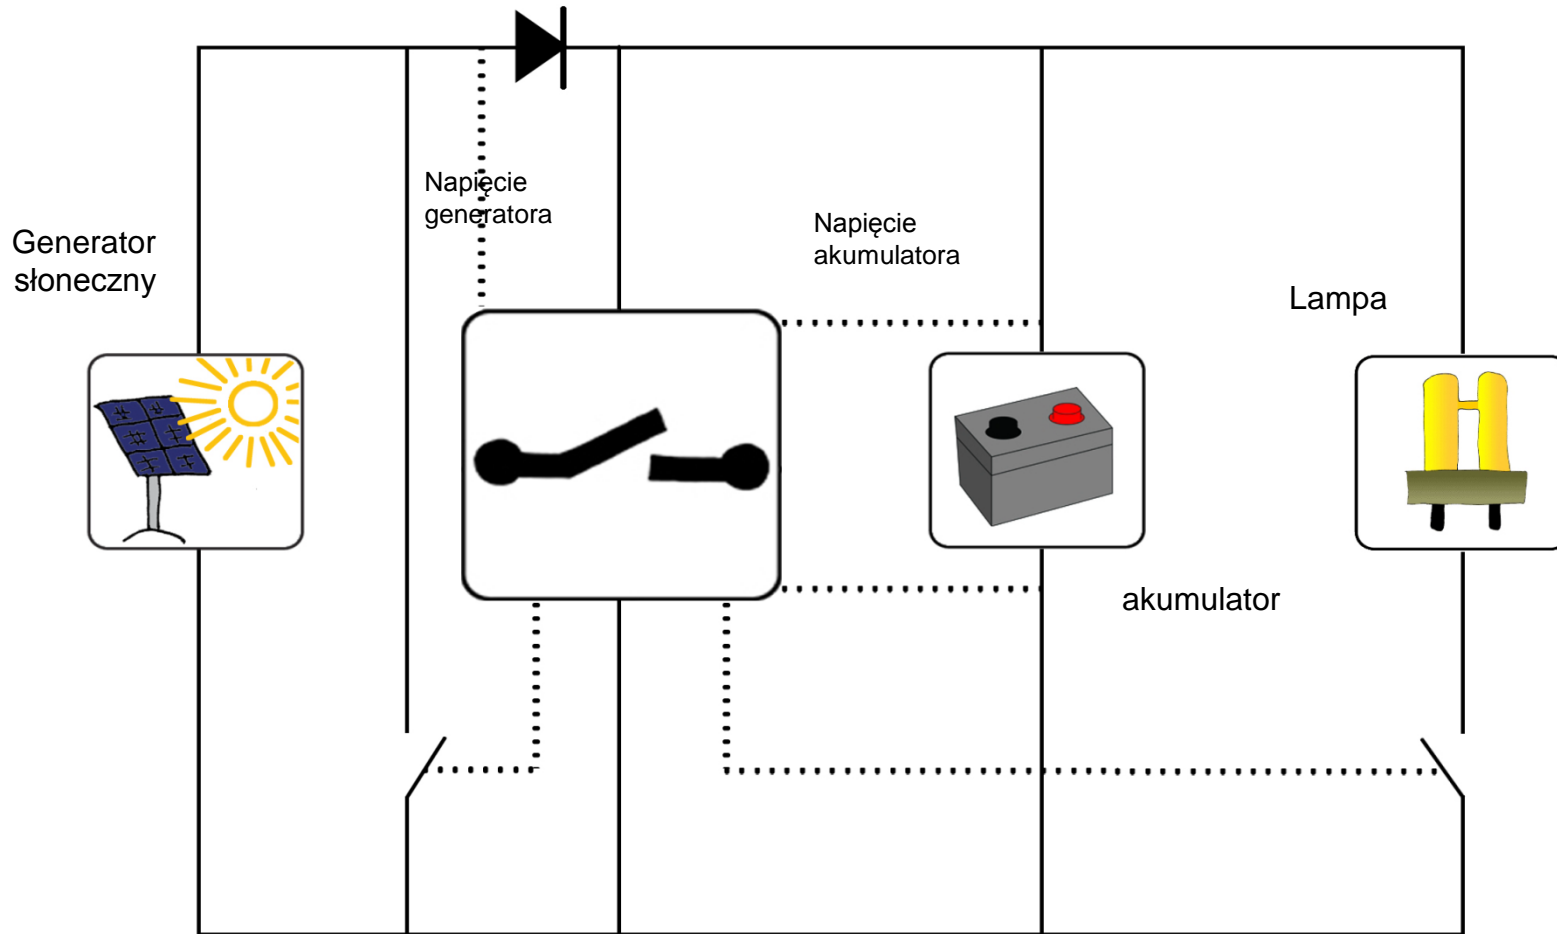 Napięcie
generatora
Napięcie
akumulatora
Generator
słoneczny
Lampa
akumulator